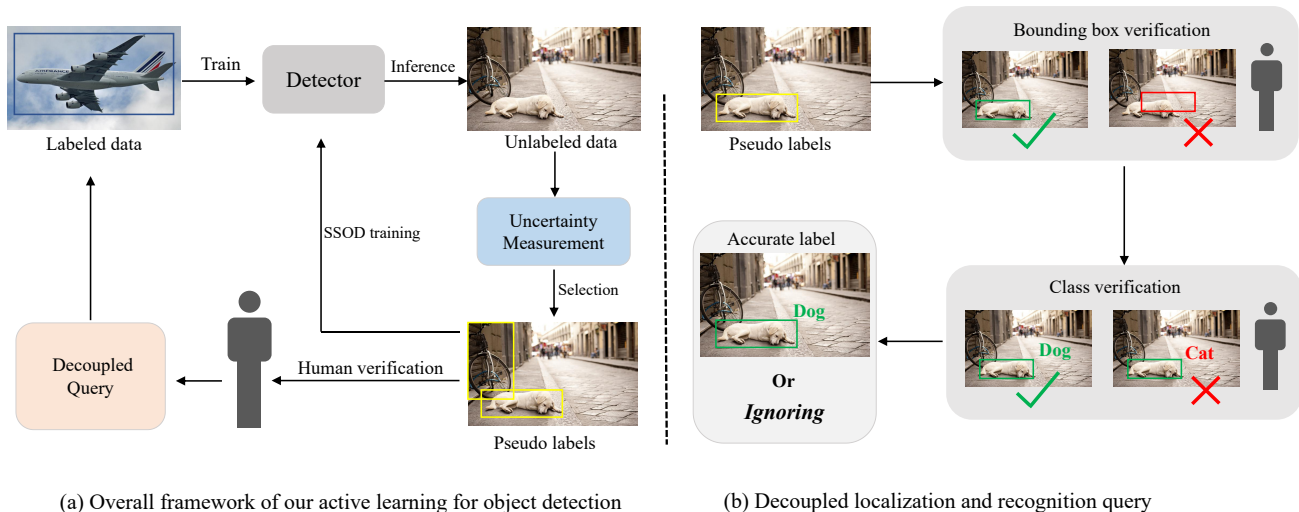 Train
Detector
Inference
Labeled data
Unlabeled data
Uncertainty
Measurement
SSOD training
Selection
Decoupled
Query
Human verification
Pseudo labels
(a) Overall framework of our active learning for object detection
Bounding box verification
Pseudo labels
Accurate label
Dog
Or
Ignoring
Class verification
Dog
Cat
(b) Decoupled localization and recognition query